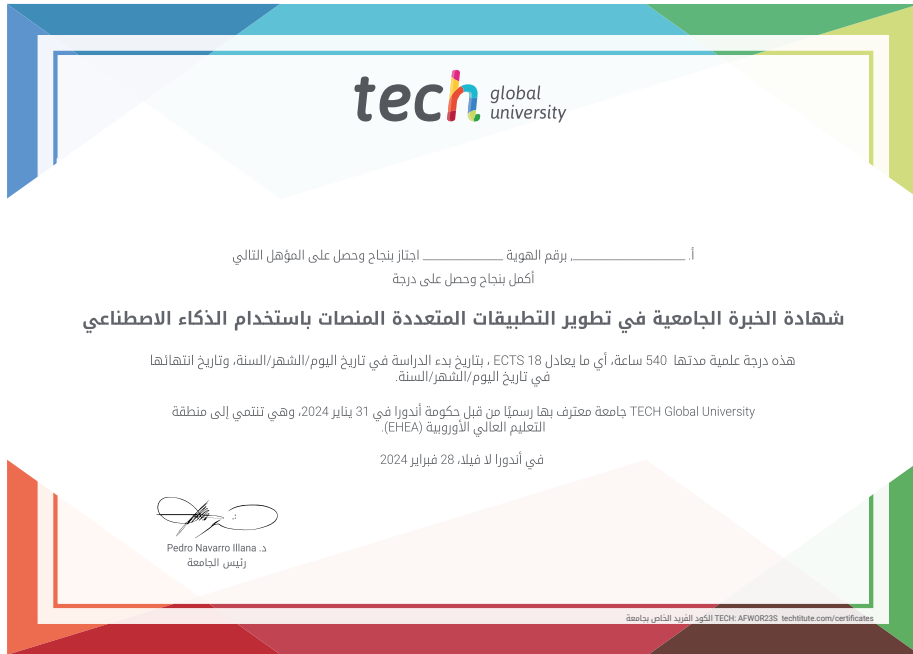 tech global
university
أ. ____________________, برقم الهوية ______________ اجتاز بنجاح وحصل على المؤهل التالي
أكمل بنجاح وحصل على درجة
شهادة الخبرة الجامعية في تطوير التطبيقات المتعددة المنصات باستخدام الذكاء الاصطناعي
هذه درجة علمية مدتها 540 ساعة، أي ما يعادل 18 ECTS ، بتاريخ بدء الدراسة في تاريخ اليوم/الشهر/السنة، وتاريخ انتهائها
في تاريخ اليوم/الشهر/السنة.
TECH Global University جامعة معترف بها رسميًا من قبل حكومة أندورا في 31 يناير 2024، وهي تنتمي إلى منطقة
التعليم العالي الأوروبية (EHEA).
في أندورا لا فيلا، 28 فبراير 2024
د. Pedro Navarro Illana
رئيس الجامعة
الكود الفريد الخاص بجامعة TECH: AFWOR23S techtitute.com/certificates